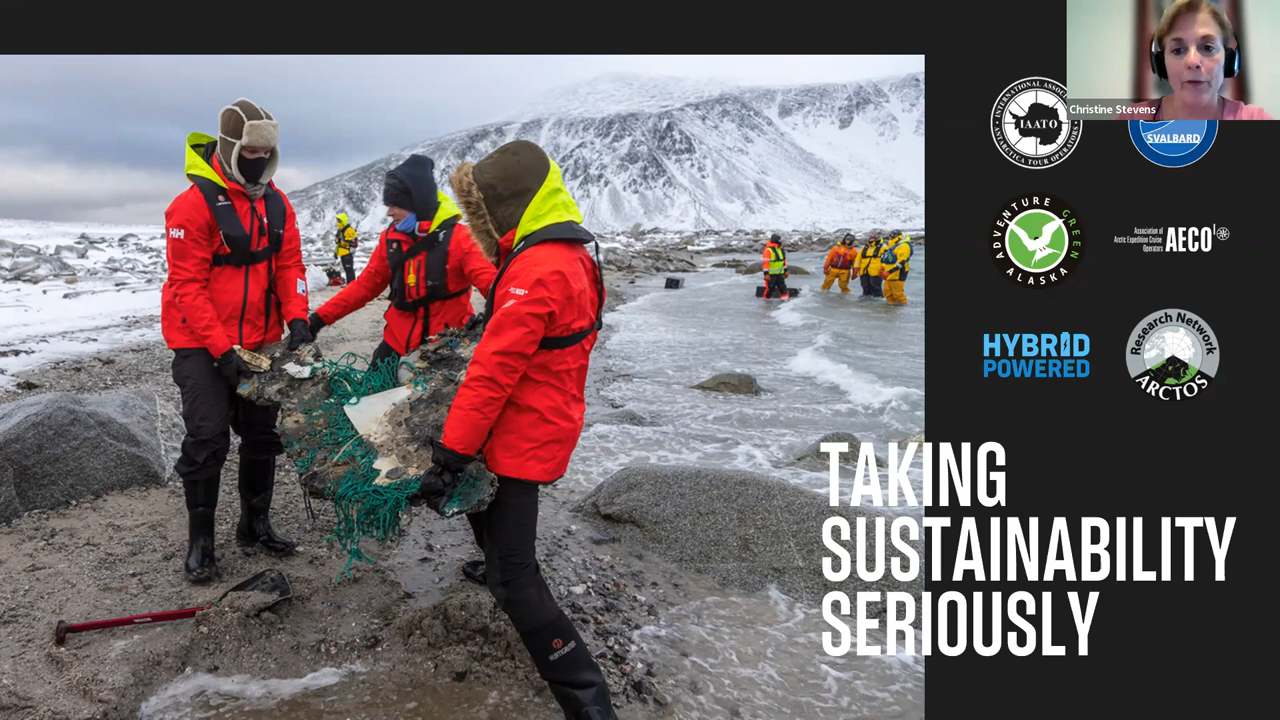 Christine Stevens
INTERNATIONAL ASSOC
IAATO
ANTARCTICA TOUR OPERATORS
SVALBARD
ADVENTURE GREEN
ALASKA
Association of
Arctic Expedition Cruise
Operators
AECO
HYBRID
POWERED
Research Network
ARCTOS
TAKING
SUSTAINABILITY
SERIOUSLY
HH